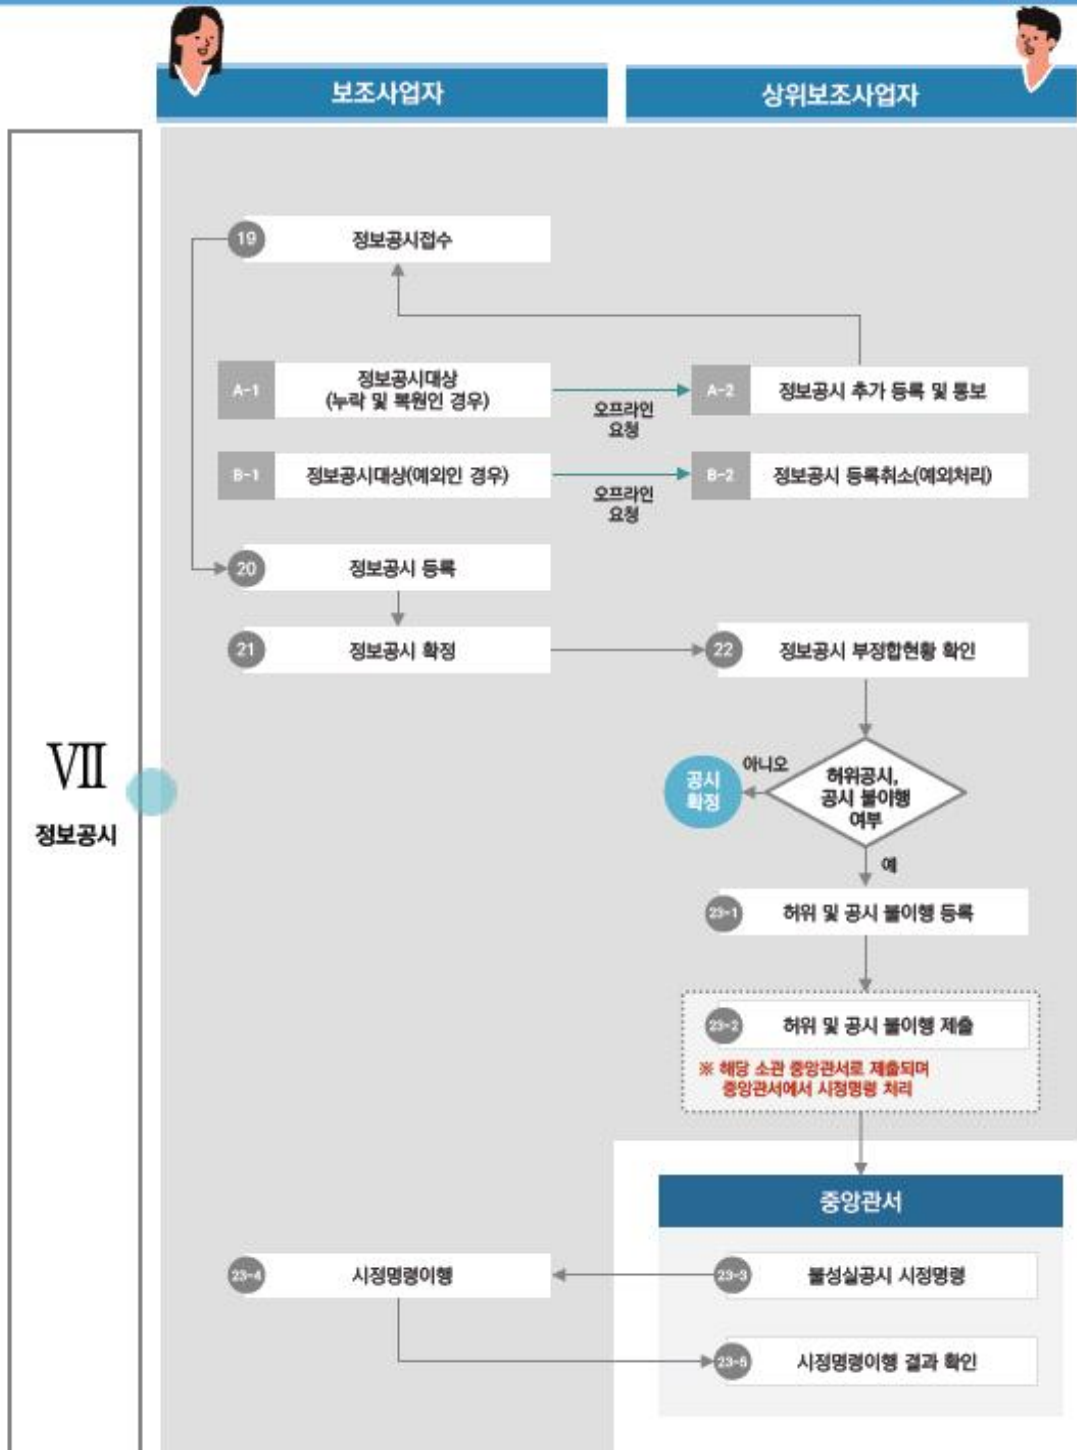 보조사업자
상위보조사업자
19
정보공시접수
A-1
정보공시대상
(누락 및 복원인 경우)
오프라인
요청
A-2
정보공시 추가 등록 및 통보
B-1
정보공시대상(예외인 경우)
오프라인
요청
B-2
정보공시 등록취소(예외처리)
20
정보공시 등록
21
정보공시 확정
22
정보공시 부정합현황 확인
Ⅶ
정보공시
공시
확정
아니오
허위공시,
공시 불이행
여부
예
23-1
허위 및 공시 불이행 등록
23-2
허위 및 공시 불이행 제출
※ 해당 소관 중앙관서로 제출되며
중앙관서에서 시정명령 처리
중앙관서
23-4
시정명령이행
23-3
불성실공시 시정명령
23-5
시정명령이행 결과 확인